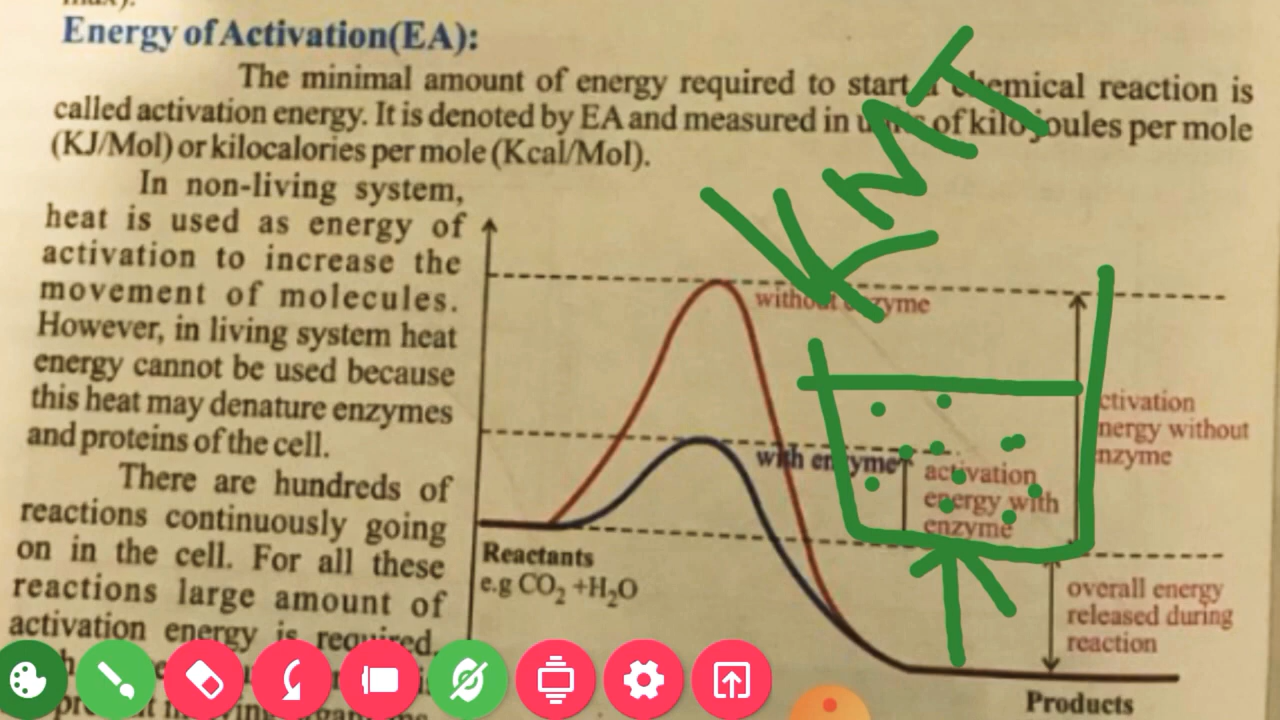 Energy of Activation(EA):
The minimal amount of energy required to start a chemical reaction is
called activation energy. It is denoted by EA and measured in units of kilojoules per mole
(KJ/Mol) or kilocalories per mole (Kcal/Mol).
In non-living system,
heat is used as energy of
activation to increase the
movement of molecules.
However, in living system heat
energy cannot be used because
this heat may denature enzymes
and proteins of the cell.
There are hundreds of
reactions continuously going
on in the cell. For all these
reactions large amount of
activation energy is required.
KMT
without enzyme
with enzyme
activation
energy without
enzyme
activation
energy with
enzyme
Reactants
e.g CO₂ +H₂O
overall energy
released during
reaction
Products